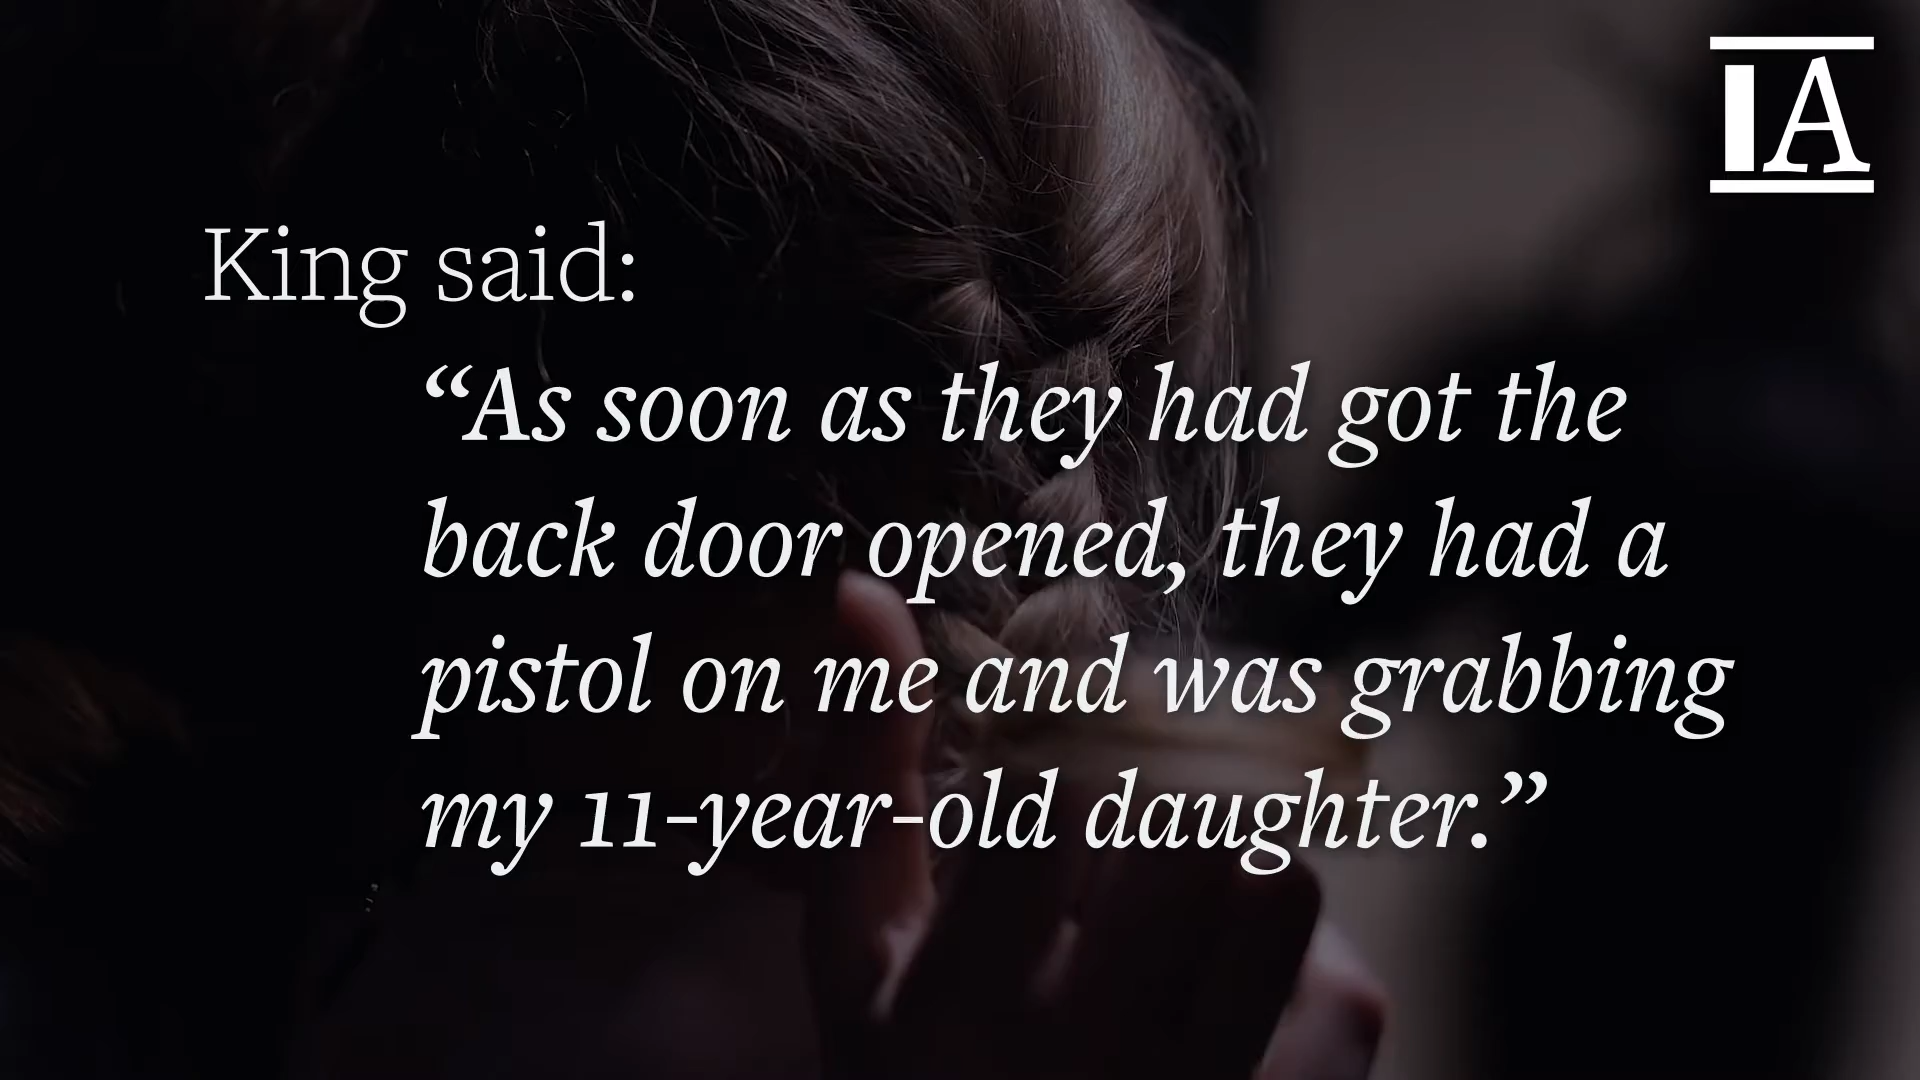 IA
King said:
“As soon as they had got the
back door opened, they had a
pistol on me and was grabbing
my 11-year-old daughter.”